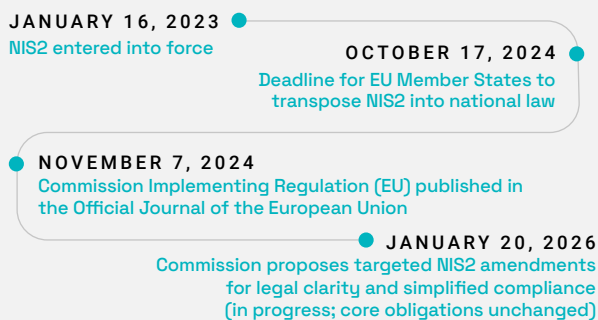 JANUARY 16, 2023
NIS2 entered into force
OCTOBER 17, 2024
Deadline for EU Member States to
transpose NIS2 into national law
NOVEMBER 7, 2024
Commission Implementing Regulation (EU) published in
the Official Journal of the European Union
JANUARY 20, 2026
Commission proposes targeted NIS2 amendments
for legal clarity and simplified compliance
(in progress; core obligations unchanged)